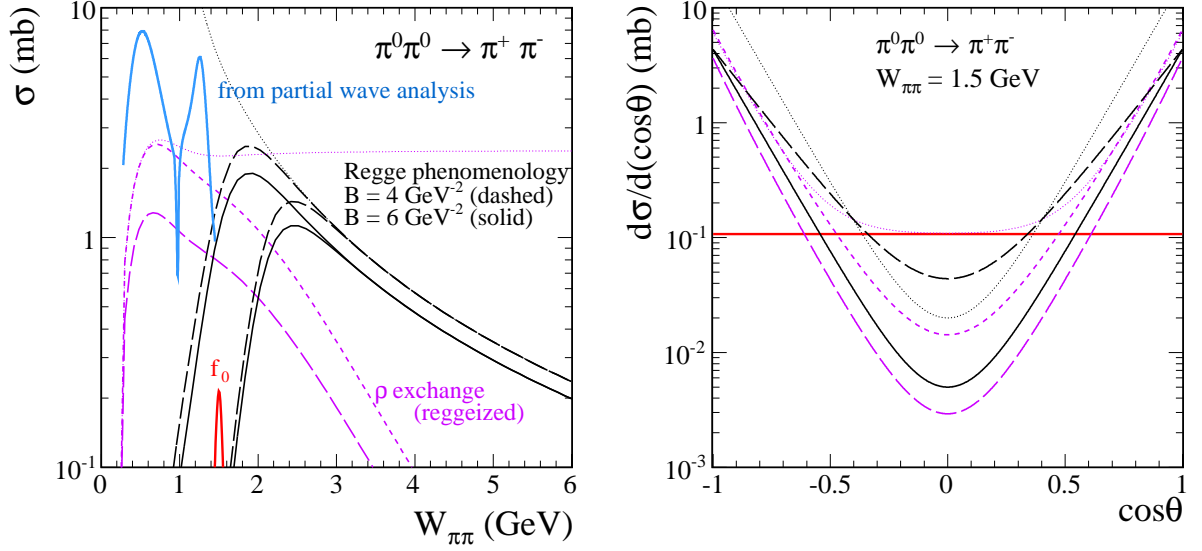 σ (mb)
10
1
10⁻¹
π⁰π⁰ → π⁺ π⁻
from partial wave analysis
Regge phenomenology
B = 4 GeV⁻² (dashed)
B = 6 GeV⁻² (solid)
f₀
ρ exchange
(reggeized)
0 1 2 3 4 5 6
W_ππ (GeV)
dσ/d(cosθ) (mb)
10
1
10⁻¹
10⁻²
10⁻³
π⁰π⁰ → π⁺π⁻
W_ππ = 1.5 GeV
-1 -0.5 0 0.5 1
cosθ